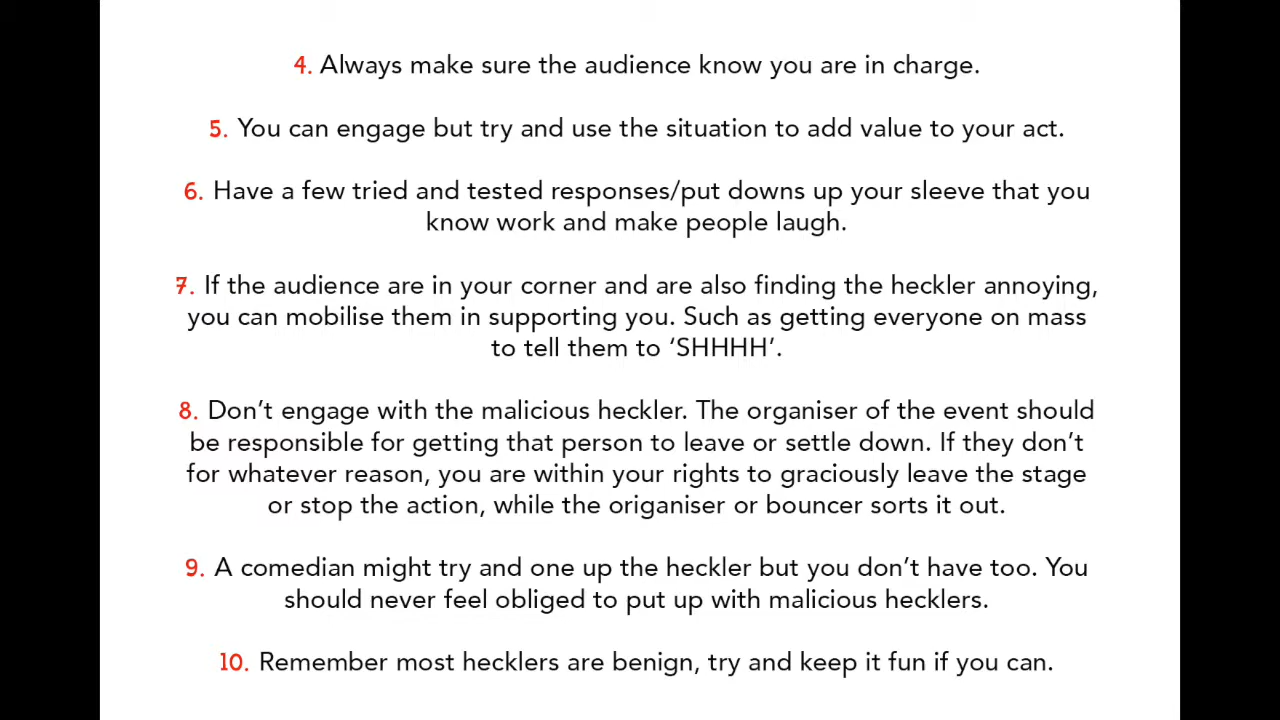 4. Always make sure the audience know you are in charge.
5. You can engage but try and use the situation to add value to your act.
6. Have a few tried and tested responses/put downs up your sleeve that you
know work and make people laugh.
7. If the audience are in your corner and are also finding the heckler annoying,
you can mobilise them in supporting you. Such as getting everyone on mass
to tell them to ‘SHHHH’.
8. Don’t engage with the malicious heckler. The organiser of the event should
be responsible for getting that person to leave or settle down. If they don’t
for whatever reason, you are within your rights to graciously leave the stage
or stop the action, while the origaniser or bouncer sorts it out.
9. A comedian might try and one up the heckler but you don’t have too. You
should never feel obliged to put up with malicious hecklers.
10. Remember most hecklers are benign, try and keep it fun if you can.